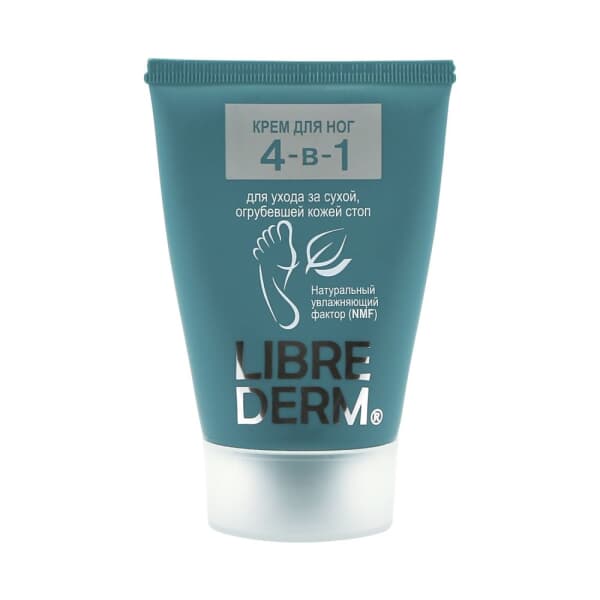 КРЕМ ДЛЯ НОГ
4-в-1
для ухода за сухой,
огрубевшей кожей стоп
Натуральный
увлажняющий
фактор (NMF)
LIBRE
DERM®